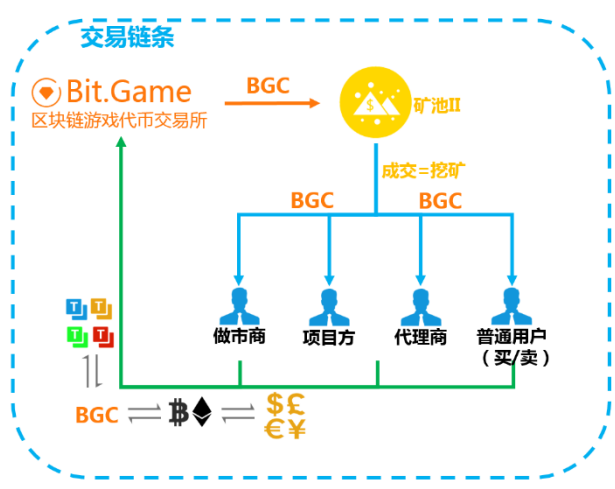 交易链条
Bit.Game
区块链游戏代币交易所
BGC
矿池II
成交=挖矿
BGC
BGC
做市商
项目方
代理商
普通用户
（买/卖）
T
T
T
T
BGC
$£
€¥